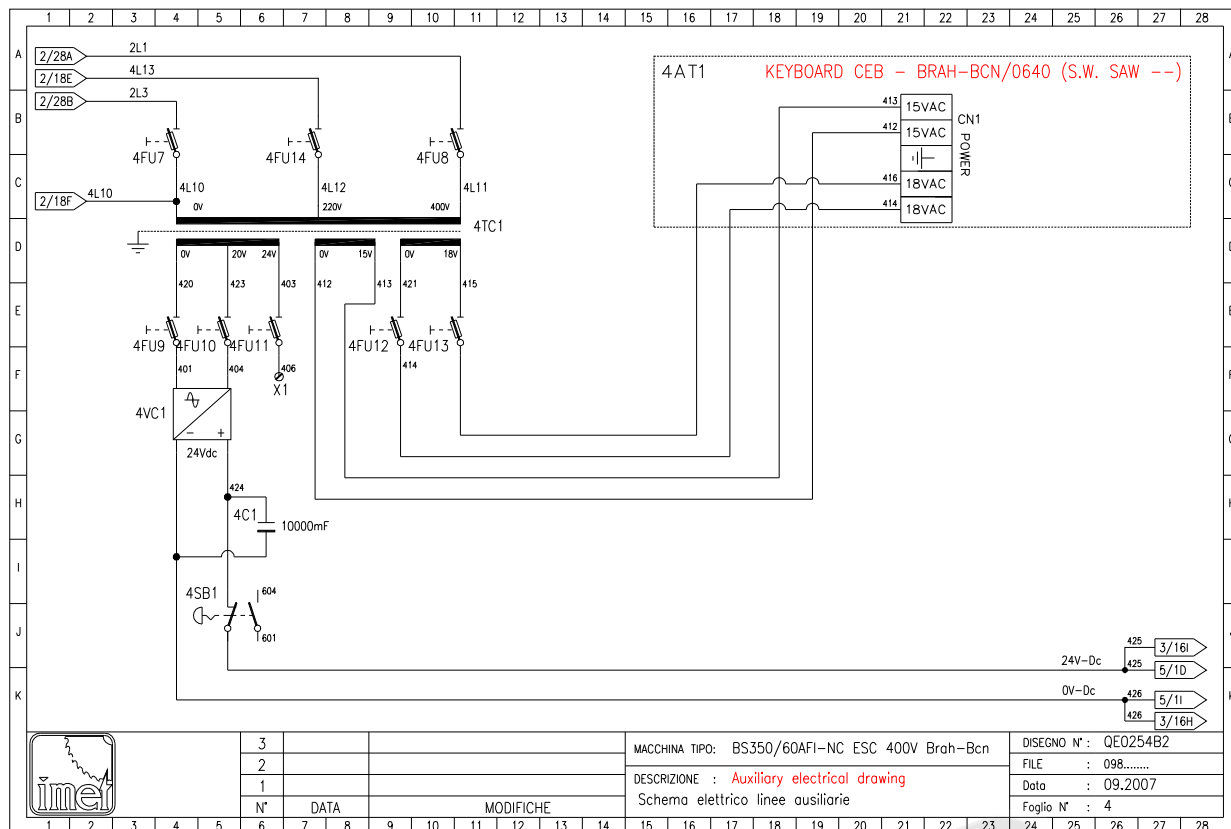 1 2 3 4 5 6 7 8 9 10 11 12 13 14 15 16 17 18 19 20 21 22 23 24 25 26 27 28
A
2/28A 2L1
2/18E 4L13
2/28B 2L3
4AT1 KEYBOARD CEB - BRAH-BCN/0640 (S.W. SAW --)
B
413 15VAC CN1
412 15VAC POWER
4FU7 4FU14 4FU8
C
416 18VAC
414 18VAC
2/18F 4L10 4L10 4L12 4L11
0V 220V 400V
4TC1
D
0V 20V 24V 0V 15V 0V 18V
420 423 403 412 413 421 415
E
4FU9 4FU10 4FU11 4FU12 4FU13
F
401 404 406 414
X1
4VC1
G
- +
24Vdc
H
424
4C1 10000mF
I
4SB1 604
J
601
425 3/16I
24V-Dc 425 5/1D
K
0V-Dc 426 5/1I
426 3/16H
imet
3
2
1
N° DATA MODIFICHE
MACCHINA TIPO: BS350/60AFI-NC ESC 400V Brah-Bcn
DESCRIZIONE : Auxiliary electrical drawing
Schema elettrico linee ausiliarie
DISEGNO N° : QE0254B2
FILE : 098........
Data : 09.2007
Foglio N° : 4
1 2 3 4 5 6 7 8 9 10 11 12 13 14 15 16 17 18 19 20 21 22 23 24 25 26 27 28